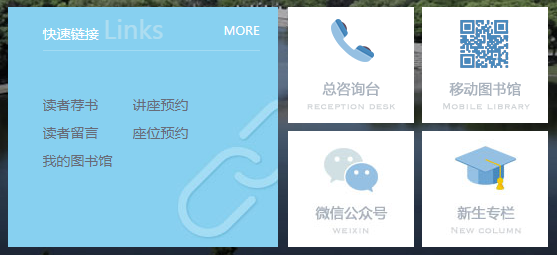 快速链接 Links MORE
读者荐书 讲座预约
读者留言 座位预约
我的图书馆
总咨询台
RECEPTION DESK
移动图书馆
MOBILE LIBRARY
微信公众号
WEIXIN
新生专栏
NEW COLUMN